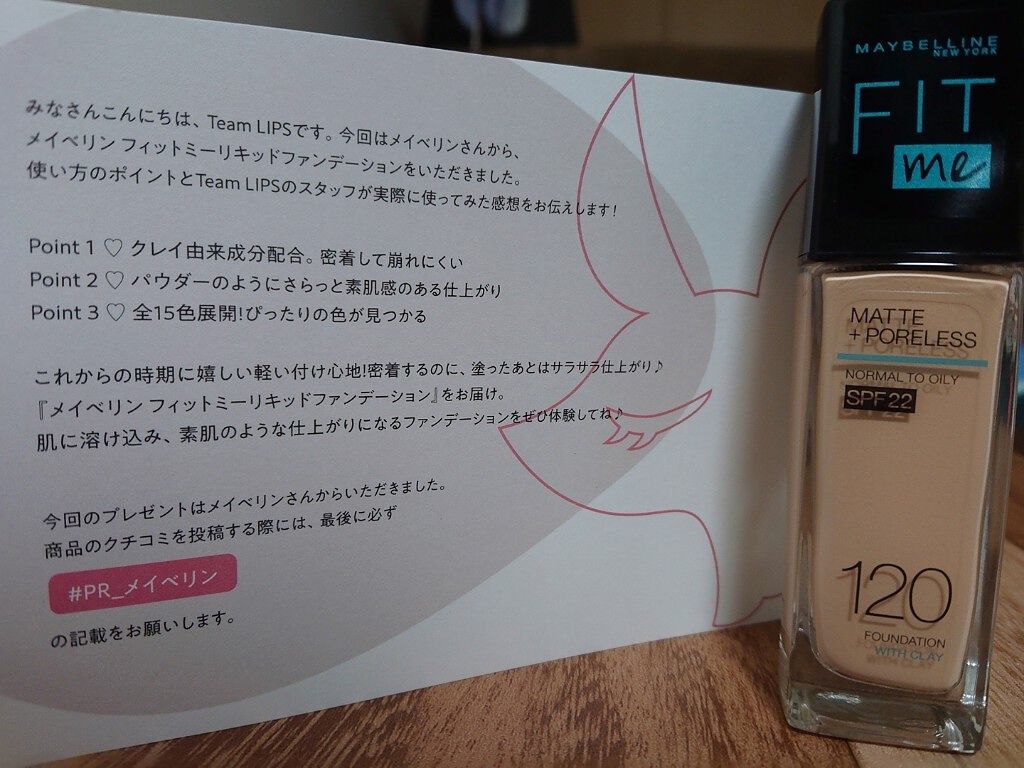 みなさんこんにちは、Team LIPSです。今回はメイベリンさんから、
メイベリン フィットミーリキッドファンデーションをいただきました。
使い方のポイントとTeam LIPSのスタッフが実際に使ってみた感想をお伝えします!
Point 1 ♡ クレイ由来成分配合。密着して崩れにくい
Point 2 ♡ パウダーのようにさらっと素肌感のある仕上がり
Point 3 ♡ 全15色展開!ぴったりの色が見つかる
これからの時期に嬉しい軽い付け心地!密着するのに、塗ったあとはサラサラ仕上がり♪
『メイベリン フィットミーリキッドファンデーション』をお届け。
肌に溶け込み、素肌のような仕上がりになるファンデーションをぜひ体験してね♪
今回のプレゼントはメイベリンさんからいただきました。
商品のクチコミを投稿する際には、最後に必ず
#PR_メイベリン
の記載をお願いします。
MAYBELLINE
NEW YORK
FIT
me
MATTE
+ PORELESS
NORMAL TO OILY
SPF 22
120
FOUNDATION
WITH CLAY